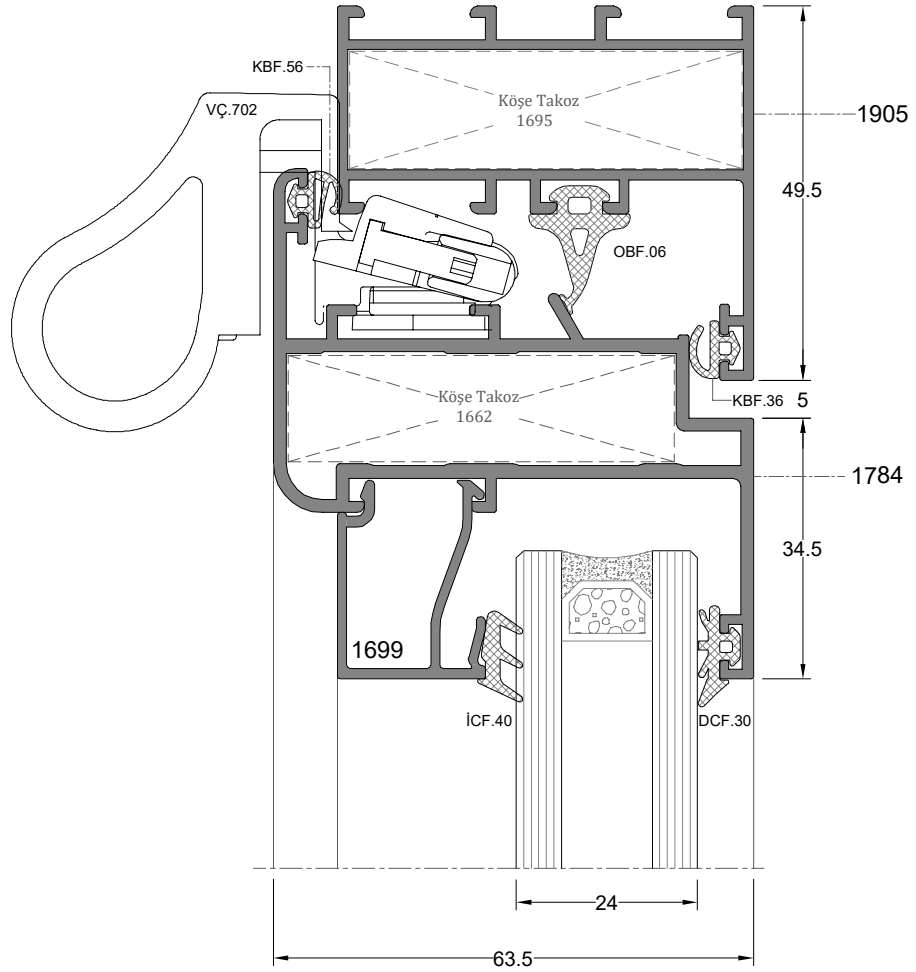 KBF.56
VÇ.702
Köşe Takoz
1695
1905
49.5
OBF.06
KBF.36
5
Köşe Takoz
1662
1784
34.5
1699
İCF.40
DCF.30
24
63.5